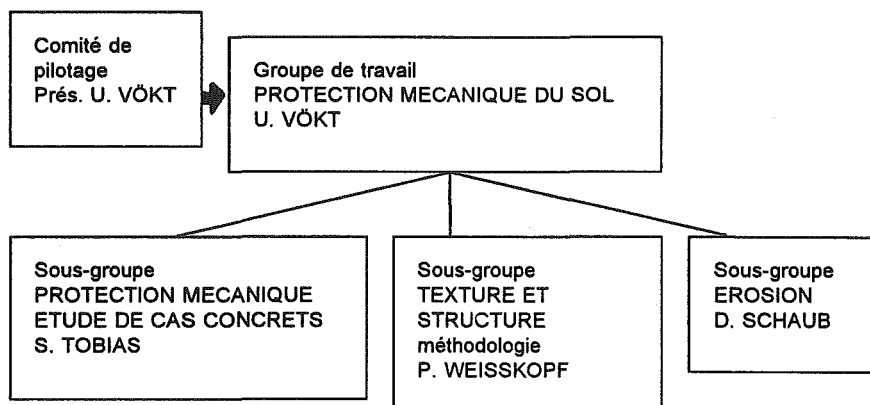 Comité de
pilotage
Prés. U. VÖKT
Groupe de travail
PROTECTION MECANIQUE DU SOL
U. VÖKT
Sous-groupe
PROTECTION MECANIQUE
ETUDE DE CAS CONCRETS
S. TOBIAS
Sous-groupe
TEXTURE ET
STRUCTURE
méthodologie
P. WEISSKOPF
Sous-groupe
EROSION
D. SCHAUB